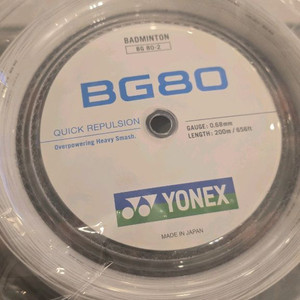 BADMINTON
BG 80-2
BG80
QUICK REPULSION
Overpowering Heavy Smash.
GAUGE: 0.68mm
LENGTH: 200m / 656ft
YONEX
MADE IN JAPAN